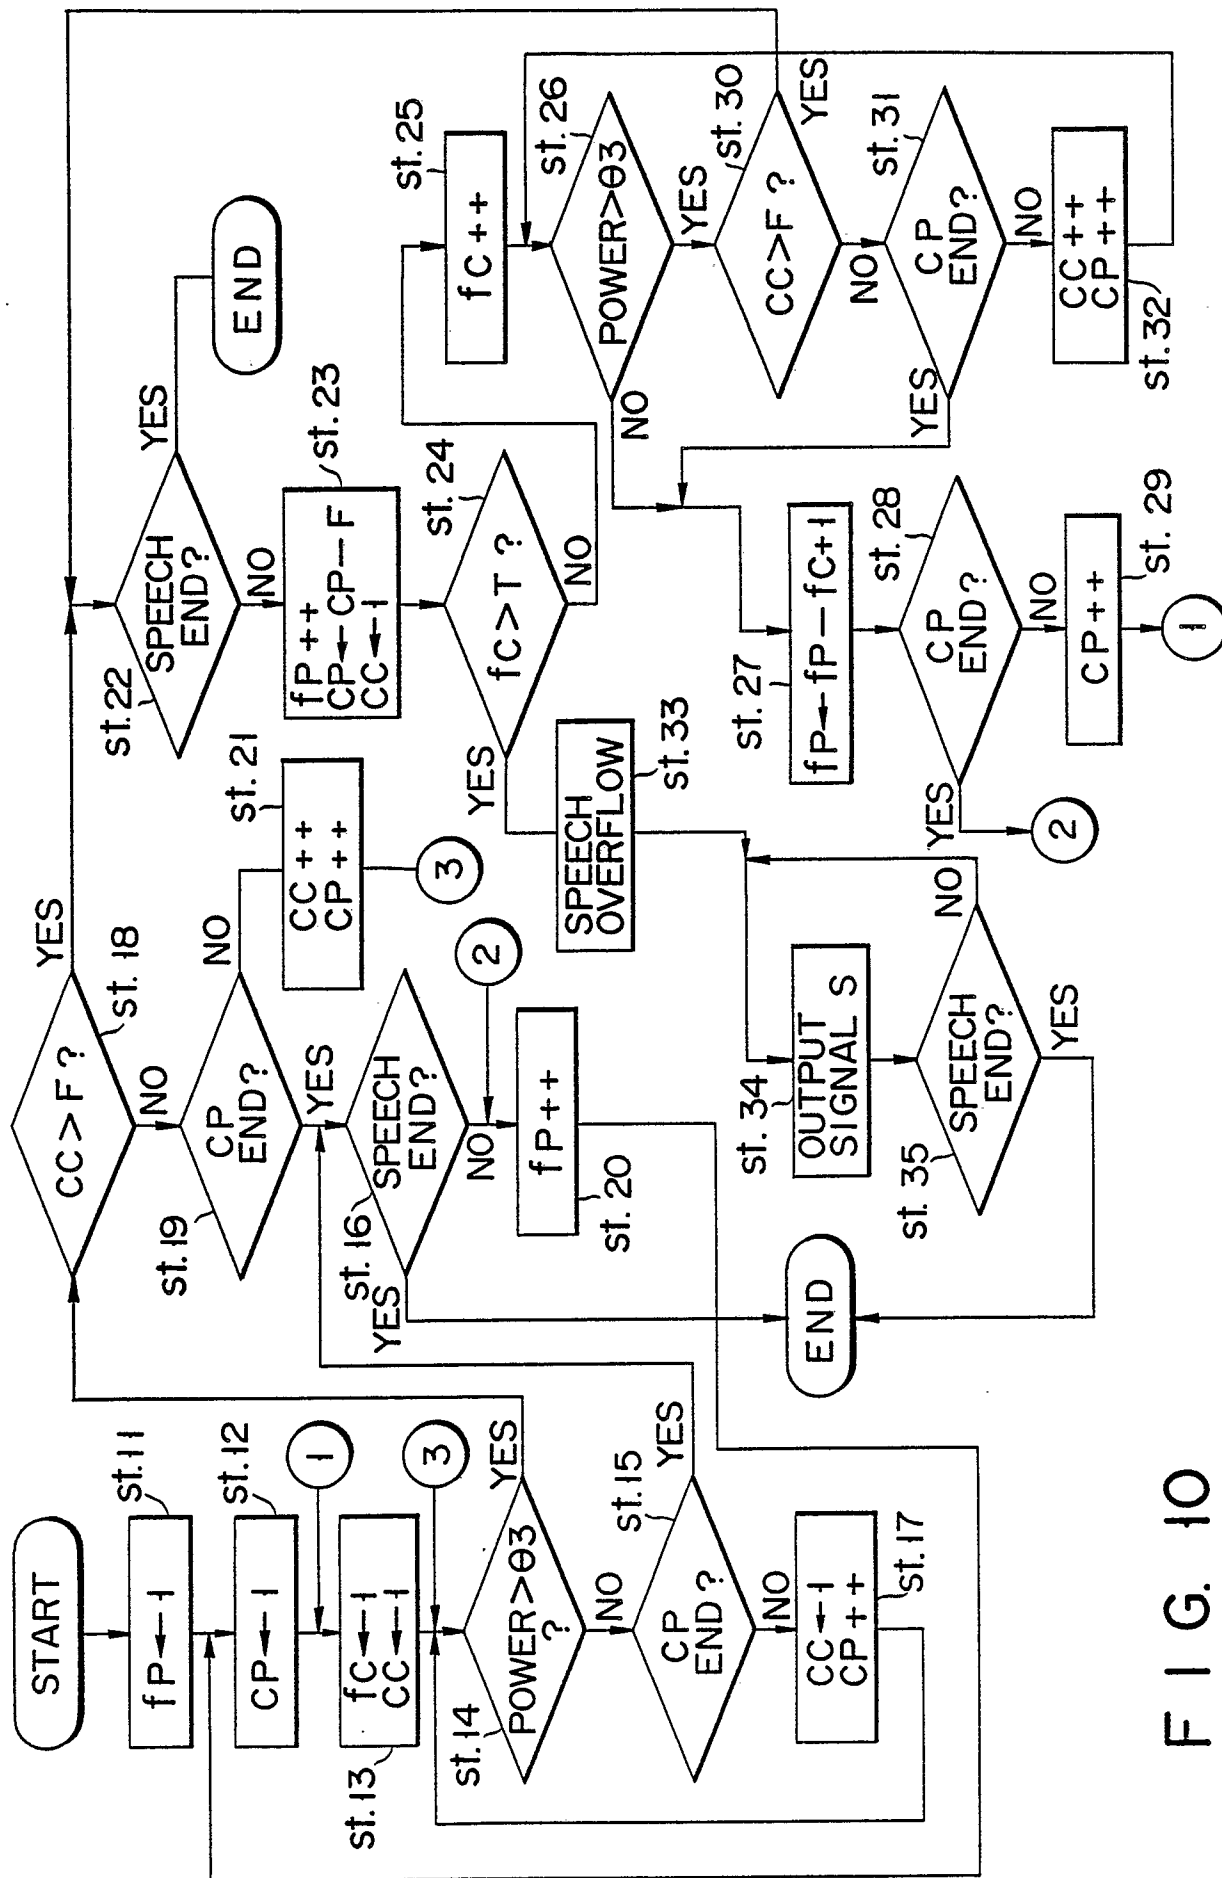 START
st.11
fP←1
st.12
CP←1
1
st.13
fC←1
CC←1
3
st.14
POWER>θ3
?
YES
NO
st.15
CP
END?
YES
NO
st.17
CC←1
CP++
CC>F?
st.18
YES
NO
st.19
CP
END?
NO
YES
st.21
CC++
CP++
3
st.16
SPEECH
END?
YES
NO
2
fP++
st.20
END
st.22
SPEECH
END?
YES
END
NO
st.23
fP++
CP←CP-F
CC←1
st.24
fC>T?
YES
NO
SPEECH
OVERFLOW
st.33
st.34
OUTPUT
SIGNAL S
st.35
SPEECH
END?
NO
YES
st.25
fC++
st.26
POWER>θ3
NO
YES
st.30
CC>F?
YES
NO
st.31
CP
END?
YES
NO
CC++
CP++
st.32
st.27
fP←fP-fC+1
st.28
CP
END?
YES
2
NO
st.29
CP++
1
FIG. 10